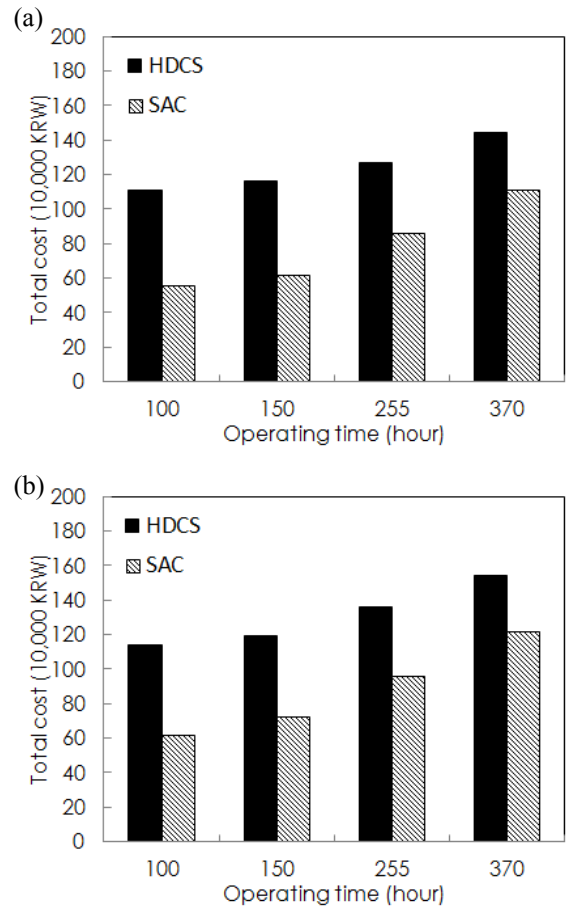 (a)
200
180
160
140
120
100
80
60
40
20
0
Total cost (10,000 KRW)
HDCS
SAC
100 150 255 370
Operating time (hour)
(b)
200
180
160
140
120
100
80
60
40
20
0
Total cost (10,000 KRW)
HDCS
SAC
100 150 255 370
Operating time (hour)